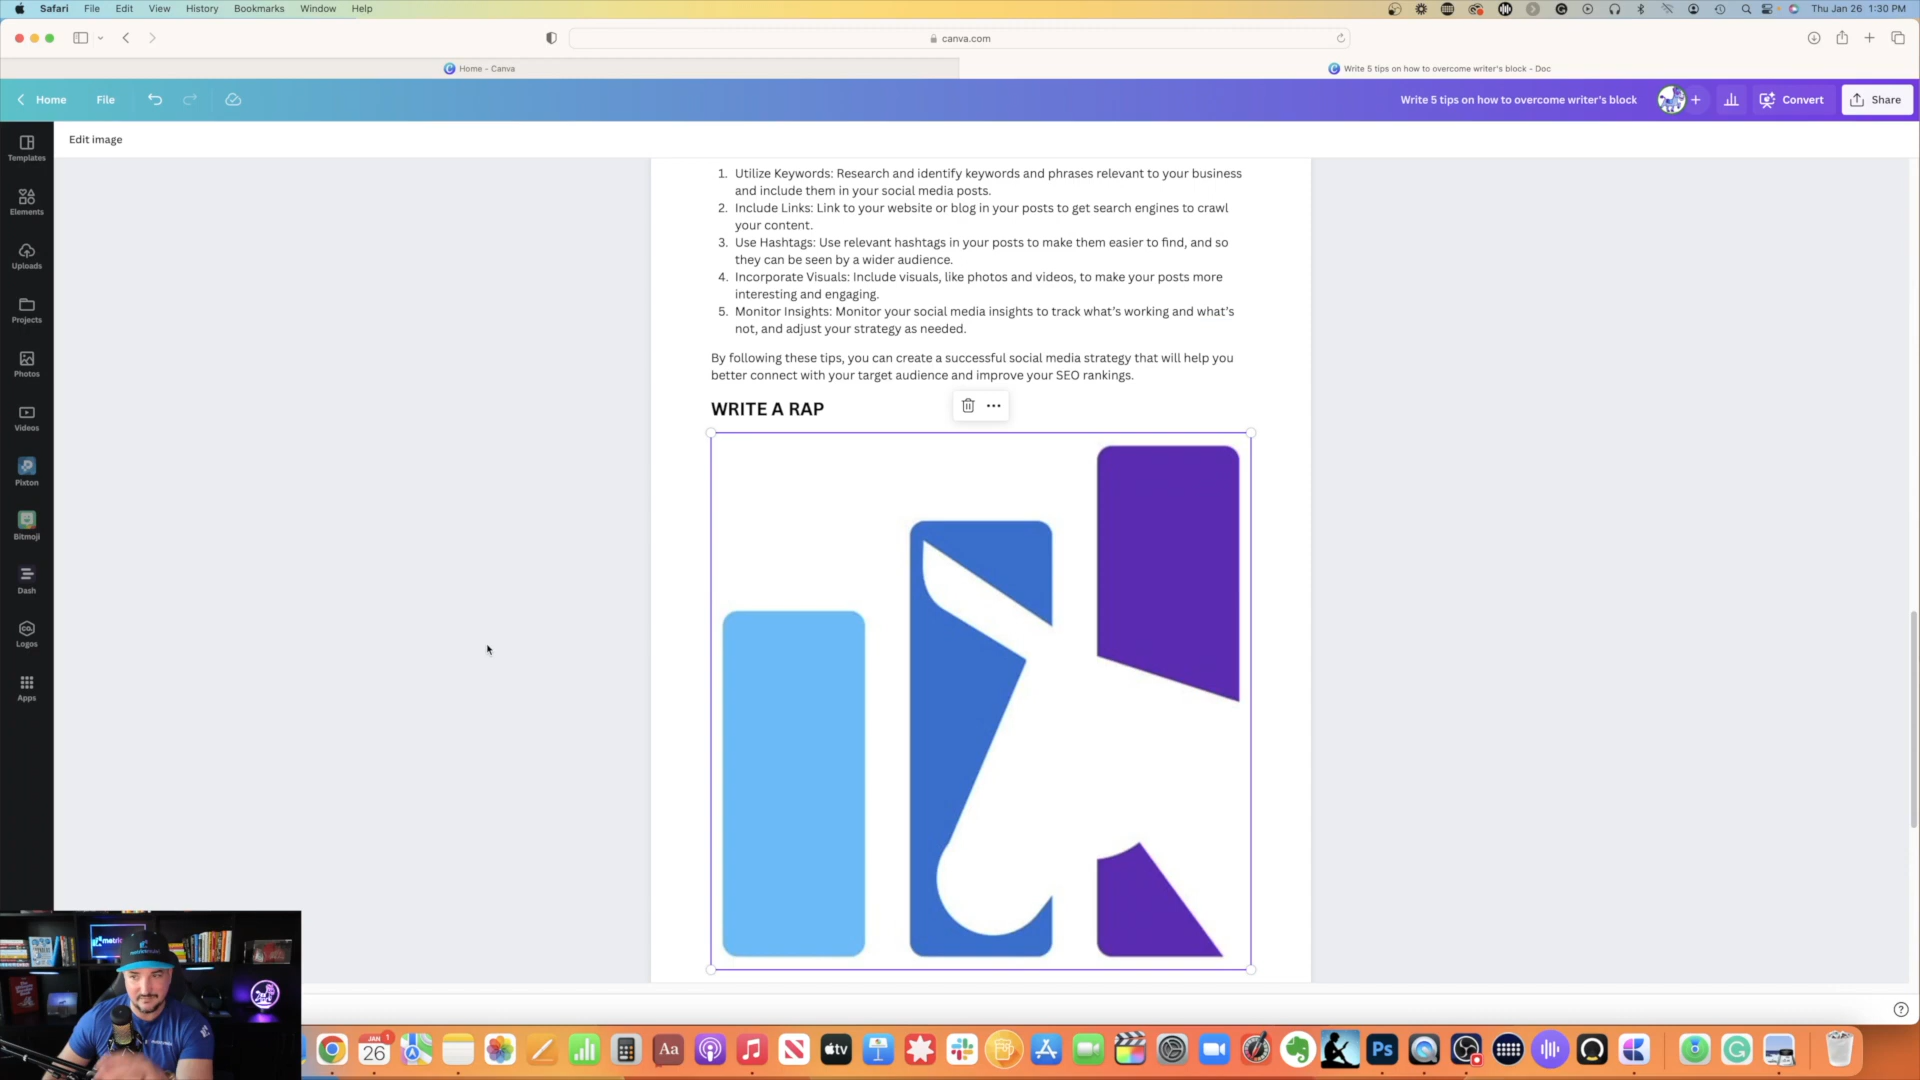 Safari File Edit View History Bookmarks Window Help
Thu Jan 26 1:30 PM
canva.com
Home - Canva
Write 5 tips on how to overcome writer's block - Doc
Home File
Write 5 tips on how to overcome writer's block
Convert
Share
Edit image
Templates
Elements
Uploads
Projects
Photos
Videos
Pixton
Bitmoji
Dash
Logos
Apps
1. Utilize Keywords: Research and identify keywords and phrases relevant to your business
and include them in your social media posts.
2. Include Links: Link to your website or blog in your posts to get search engines to crawl
your content.
3. Use Hashtags: Use relevant hashtags in your posts to make them easier to find, and so
they can be seen by a wider audience.
4. Incorporate Visuals: Include visuals, like photos and videos, to make your posts more
interesting and engaging.
5. Monitor Insights: Monitor your social media insights to track what's working and what's
not, and adjust your strategy as needed.
By following these tips, you can create a successful social media strategy that will help you
better connect with your target audience and improve your SEO rankings.
WRITE A RAP
JAN
26
1
Aa
tv
Ps